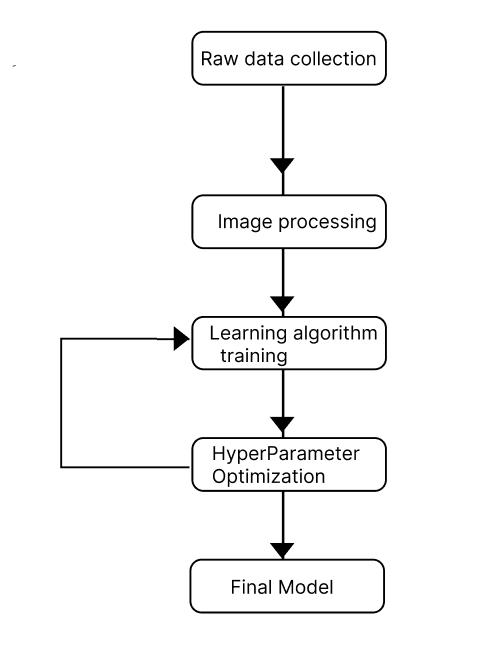 Raw data collection
Image processing
Learning algorithm
training
HyperParameter
Optimization
Final Model